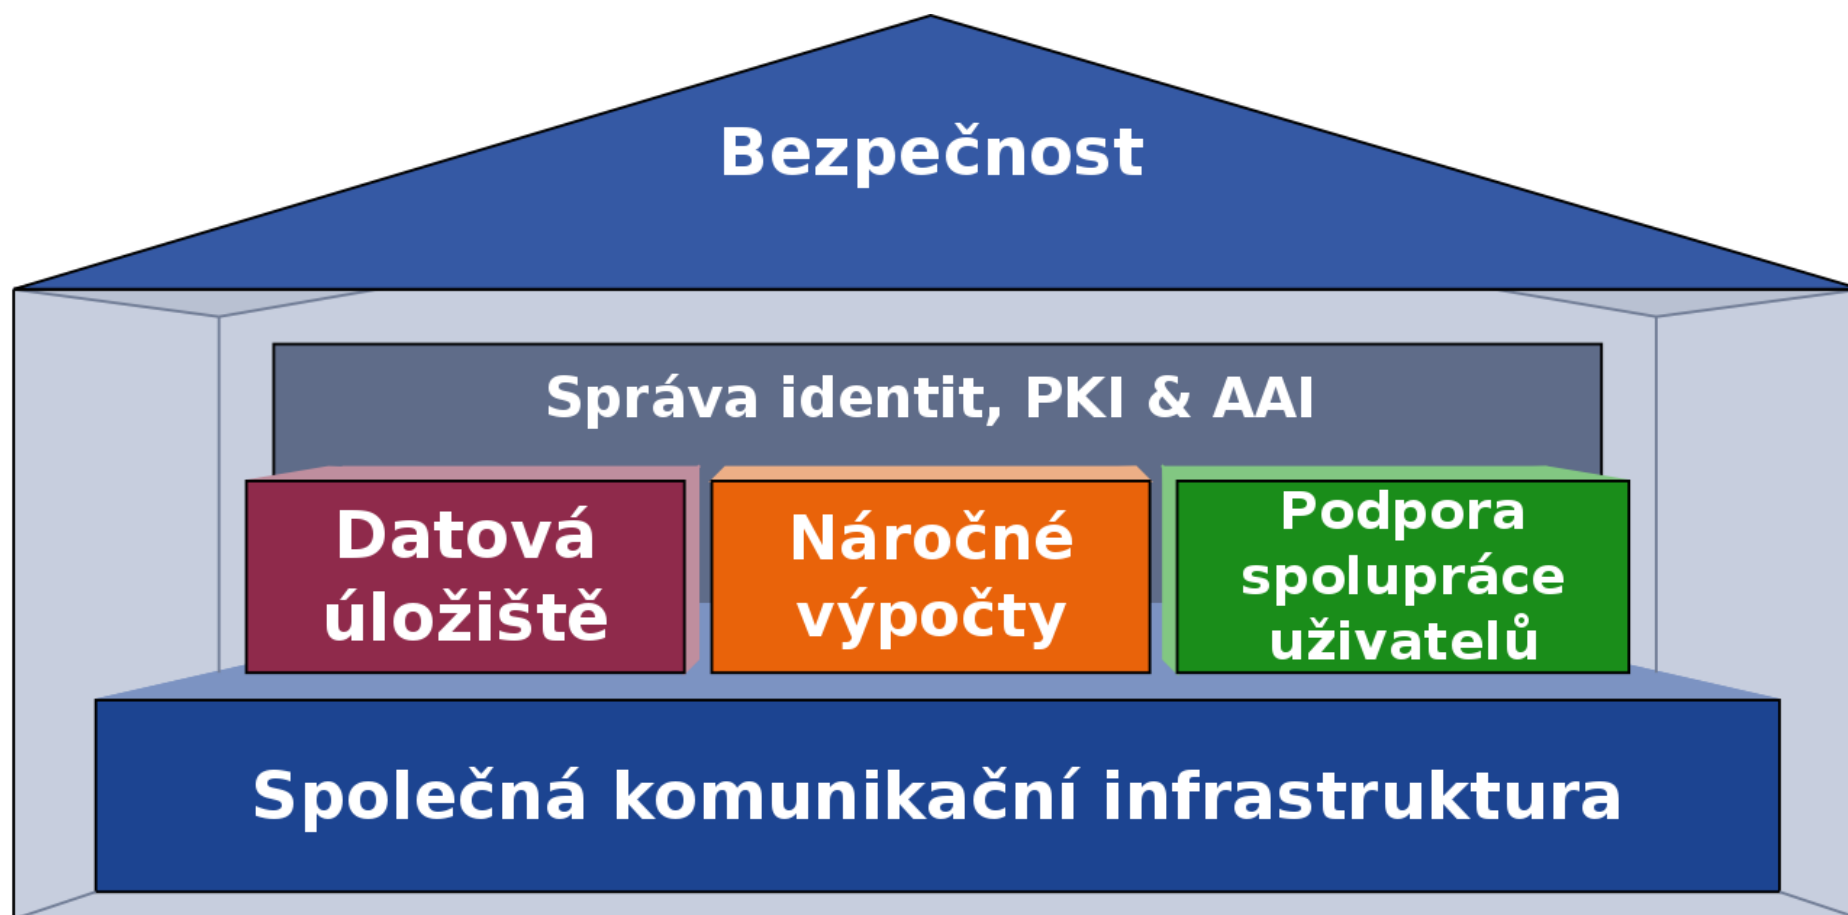 Bezpečnost
Správa identit, PKI & AAI
Datová
úložiště
Náročné
výpočty
Podpora
spolupráce
uživatelů
Společná komunikační infrastruktura